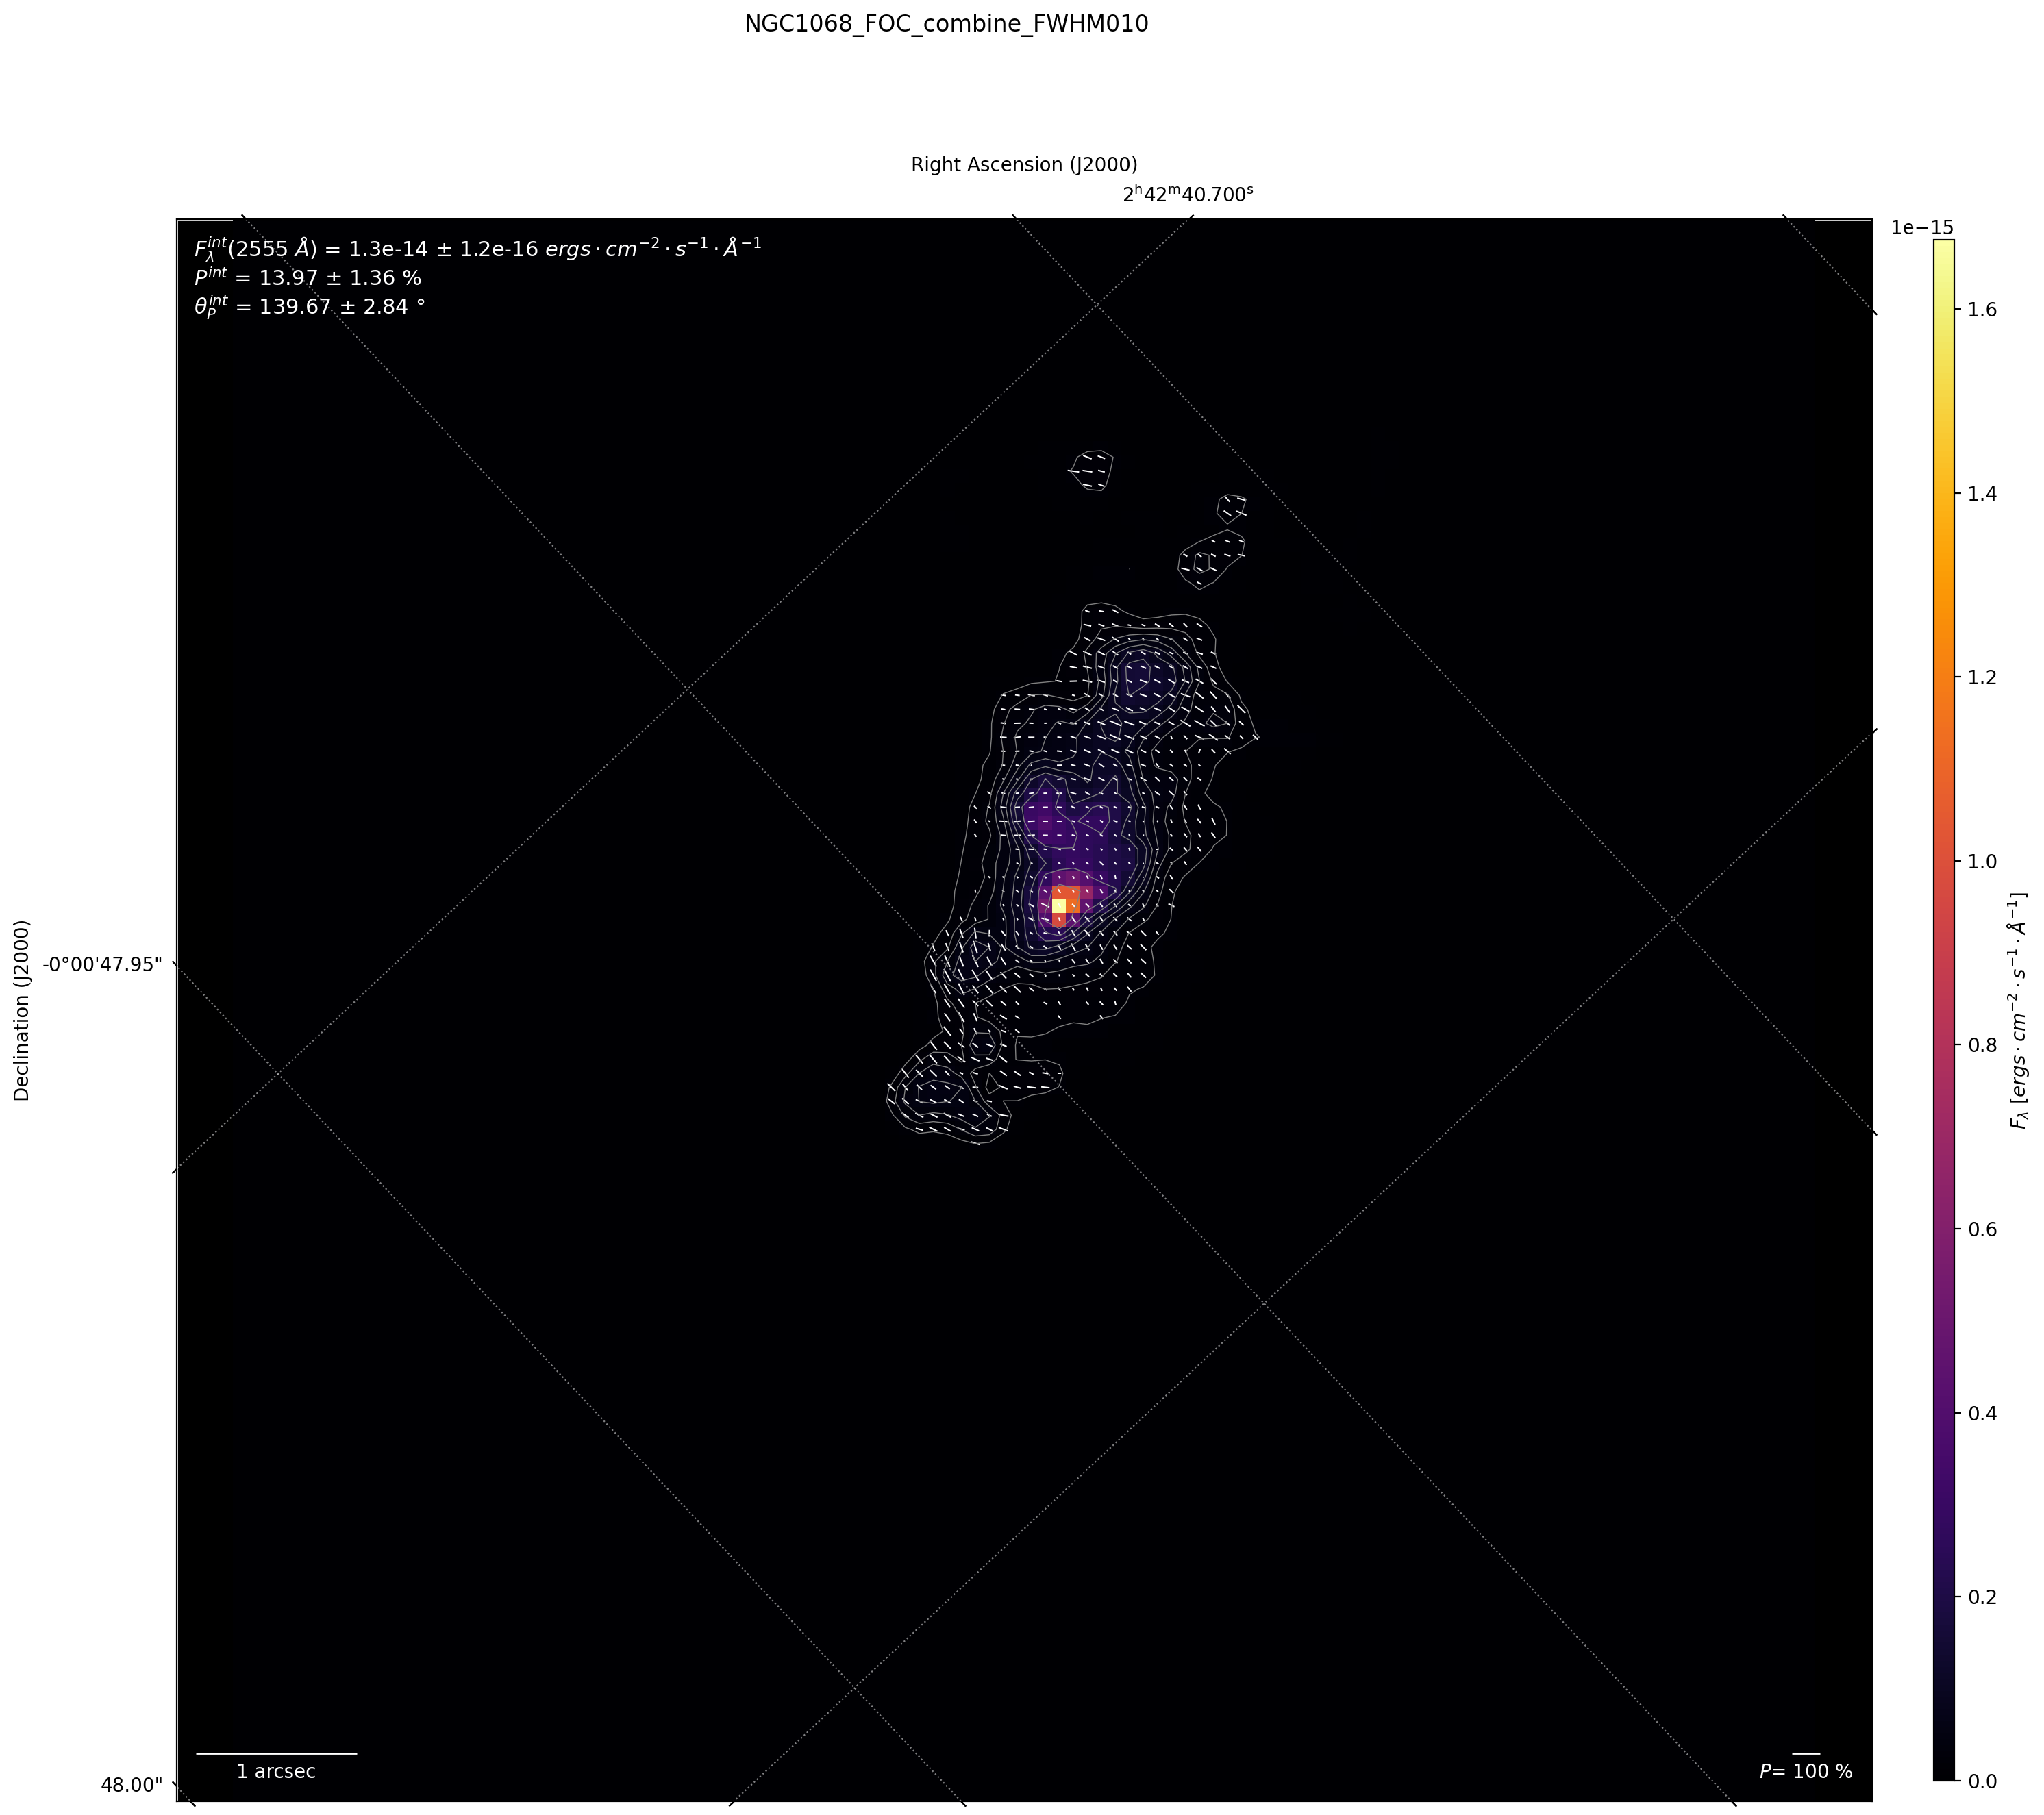 NGC1068_FOC_combine_FWHM010
Right Ascension (J2000)
2ʰ42ᵐ40.700ˢ
1e−15
F_λ^int(2555 Å) = 1.3e-14 ± 1.2e-16 ergs · cm⁻² · s⁻¹ · Å⁻¹
P^int = 13.97 ± 1.36 %
θ_P^int = 139.67 ± 2.84 °
1.6
1.4
1.2
1.0
0.8
0.6
0.4
0.2
0.0
F_λ [ergs · cm⁻² · s⁻¹ · Å⁻¹]
Declination (J2000)
-0°00'47.95"
48.00"
1 arcsec
P= 100 %